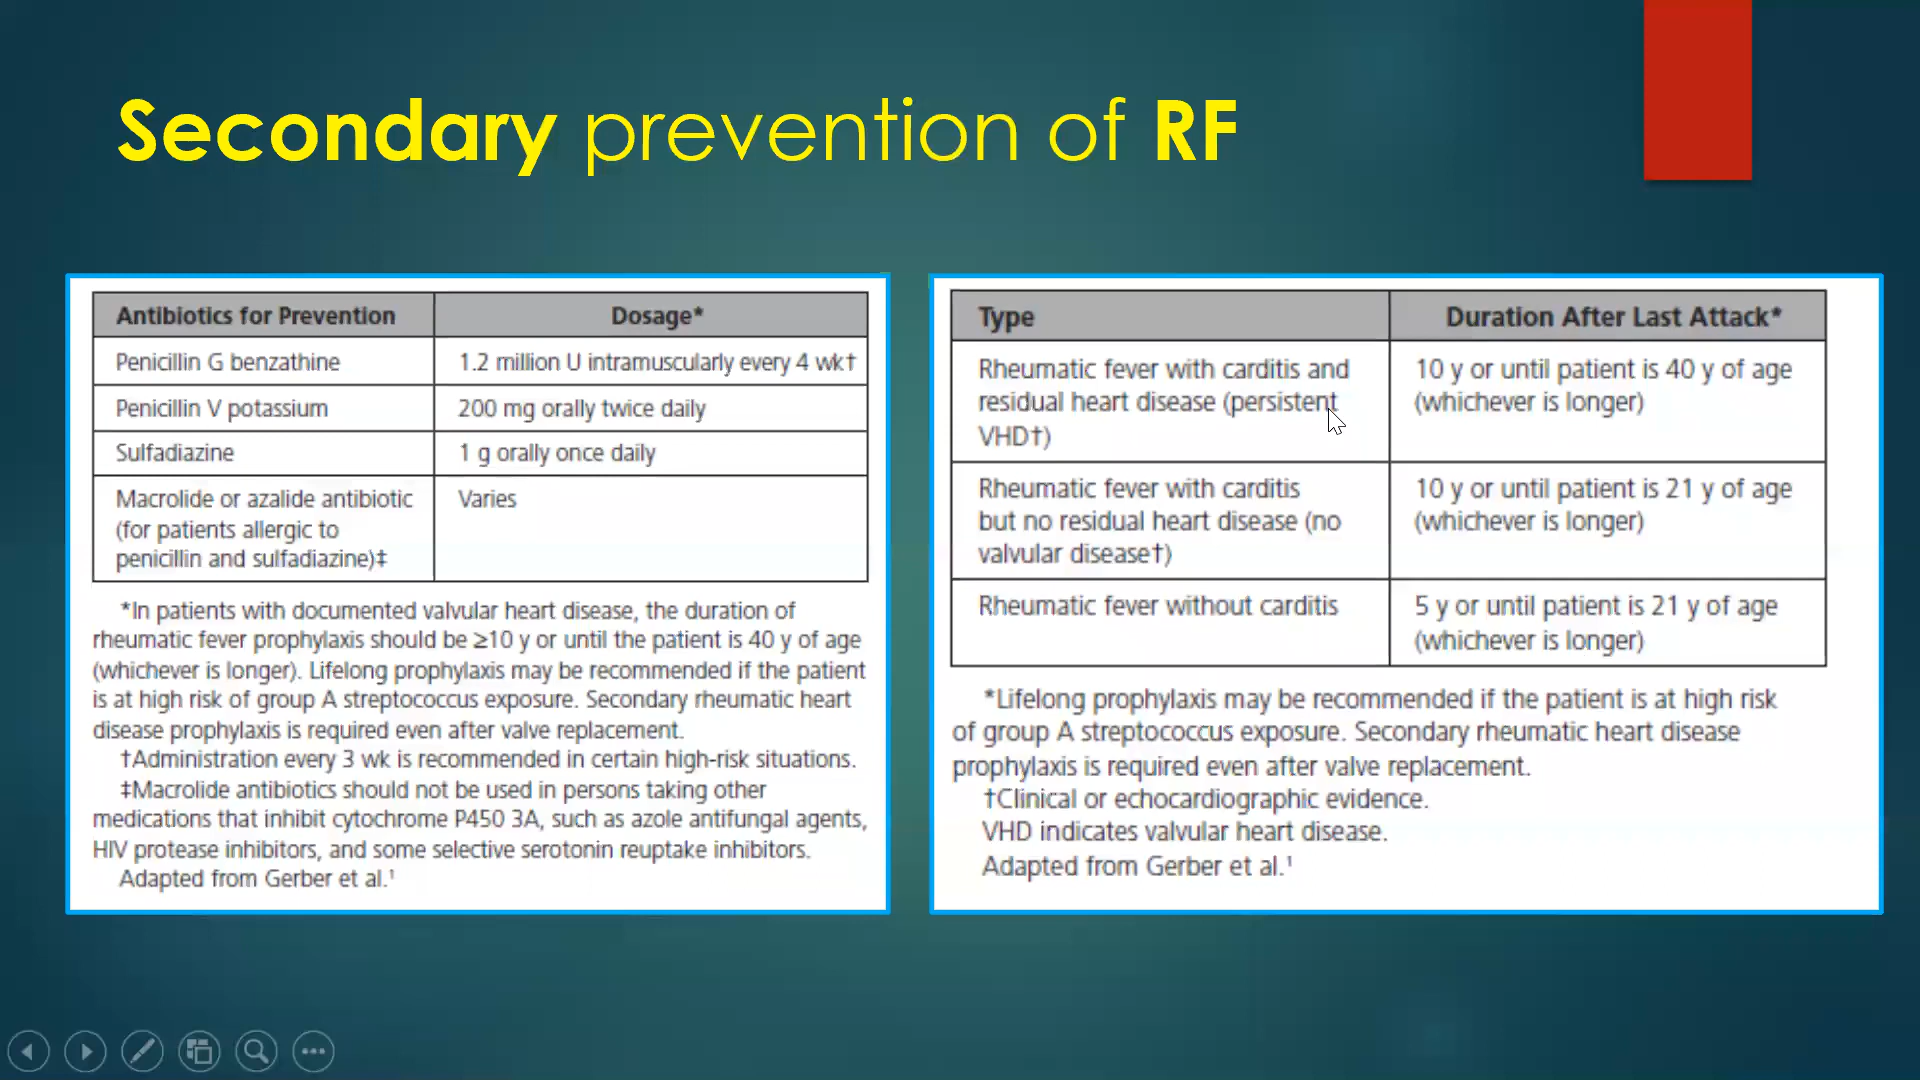 Secondary prevention of RF
Antibiotics for Prevention
Dosage*
Penicillin G benzathine
1.2 million U intramuscularly every 4 wk†
Penicillin V potassium
200 mg orally twice daily
Sulfadiazine
1 g orally once daily
Macrolide or azalide antibiotic
(for patients allergic to
penicillin and sulfadiazine)‡
Varies
*In patients with documented valvular heart disease, the duration of
rheumatic fever prophylaxis should be ≥10 y or until the patient is 40 y of age
(whichever is longer). Lifelong prophylaxis may be recommended if the patient
is at high risk of group A streptococcus exposure. Secondary rheumatic heart
disease prophylaxis is required even after valve replacement.
†Administration every 3 wk is recommended in certain high-risk situations.
‡Macrolide antibiotics should not be used in persons taking other
medications that inhibit cytochrome P450 3A, such as azole antifungal agents,
HIV protease inhibitors, and some selective serotonin reuptake inhibitors.
Adapted from Gerber et al.¹
Type
Duration After Last Attack*
Rheumatic fever with carditis and
residual heart disease (persistent
VHD†)
10 y or until patient is 40 y of age
(whichever is longer)
Rheumatic fever with carditis
but no residual heart disease (no
valvular disease†)
10 y or until patient is 21 y of age
(whichever is longer)
Rheumatic fever without carditis
5 y or until patient is 21 y of age
(whichever is longer)
*Lifelong prophylaxis may be recommended if the patient is at high risk
of group A streptococcus exposure. Secondary rheumatic heart disease
prophylaxis is required even after valve replacement.
†Clinical or echocardiographic evidence.
VHD indicates valvular heart disease.
Adapted from Gerber et al.¹